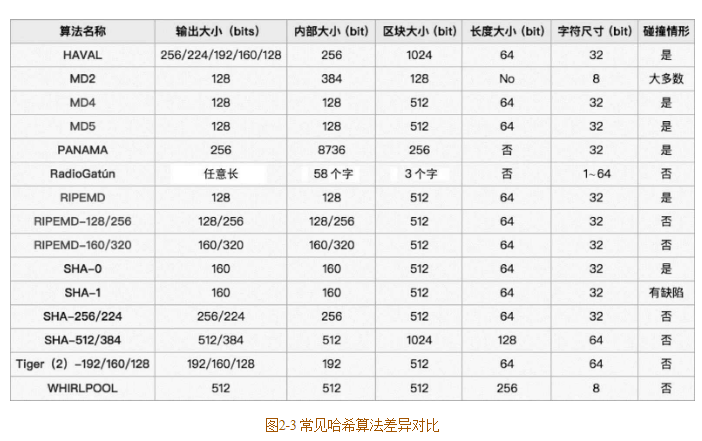 算法名称 输出大小（bits） 内部大小（bit） 区块大小（bit） 长度大小（bit） 字符尺寸（bit） 碰撞情形
HAVAL 256/224/192/160/128 256 1024 64 32 是
MD2 128 384 128 No 8 大多数
MD4 128 128 512 64 32 是
MD5 128 128 512 64 32 是
PANAMA 256 8736 256 否 32 是
RadioGatún 任意长 58 个字 3 个字 否 1~64 否
RIPEMD 128 128 512 64 32 是
RIPEMD-128/256 128/256 128/256 512 64 32 否
RIPEMD-160/320 160/320 160/320 512 64 32 否
SHA-0 160 160 512 64 32 是
SHA-1 160 160 512 64 32 有缺陷
SHA-256/224 256/224 256 512 64 32 否
SHA-512/384 512/384 512 1024 128 64 否
Tiger（2）-192/160/128 192/160/128 192 512 64 64 否
WHIRLPOOL 512 512 512 256 8 否
图2-3 常见哈希算法差异对比